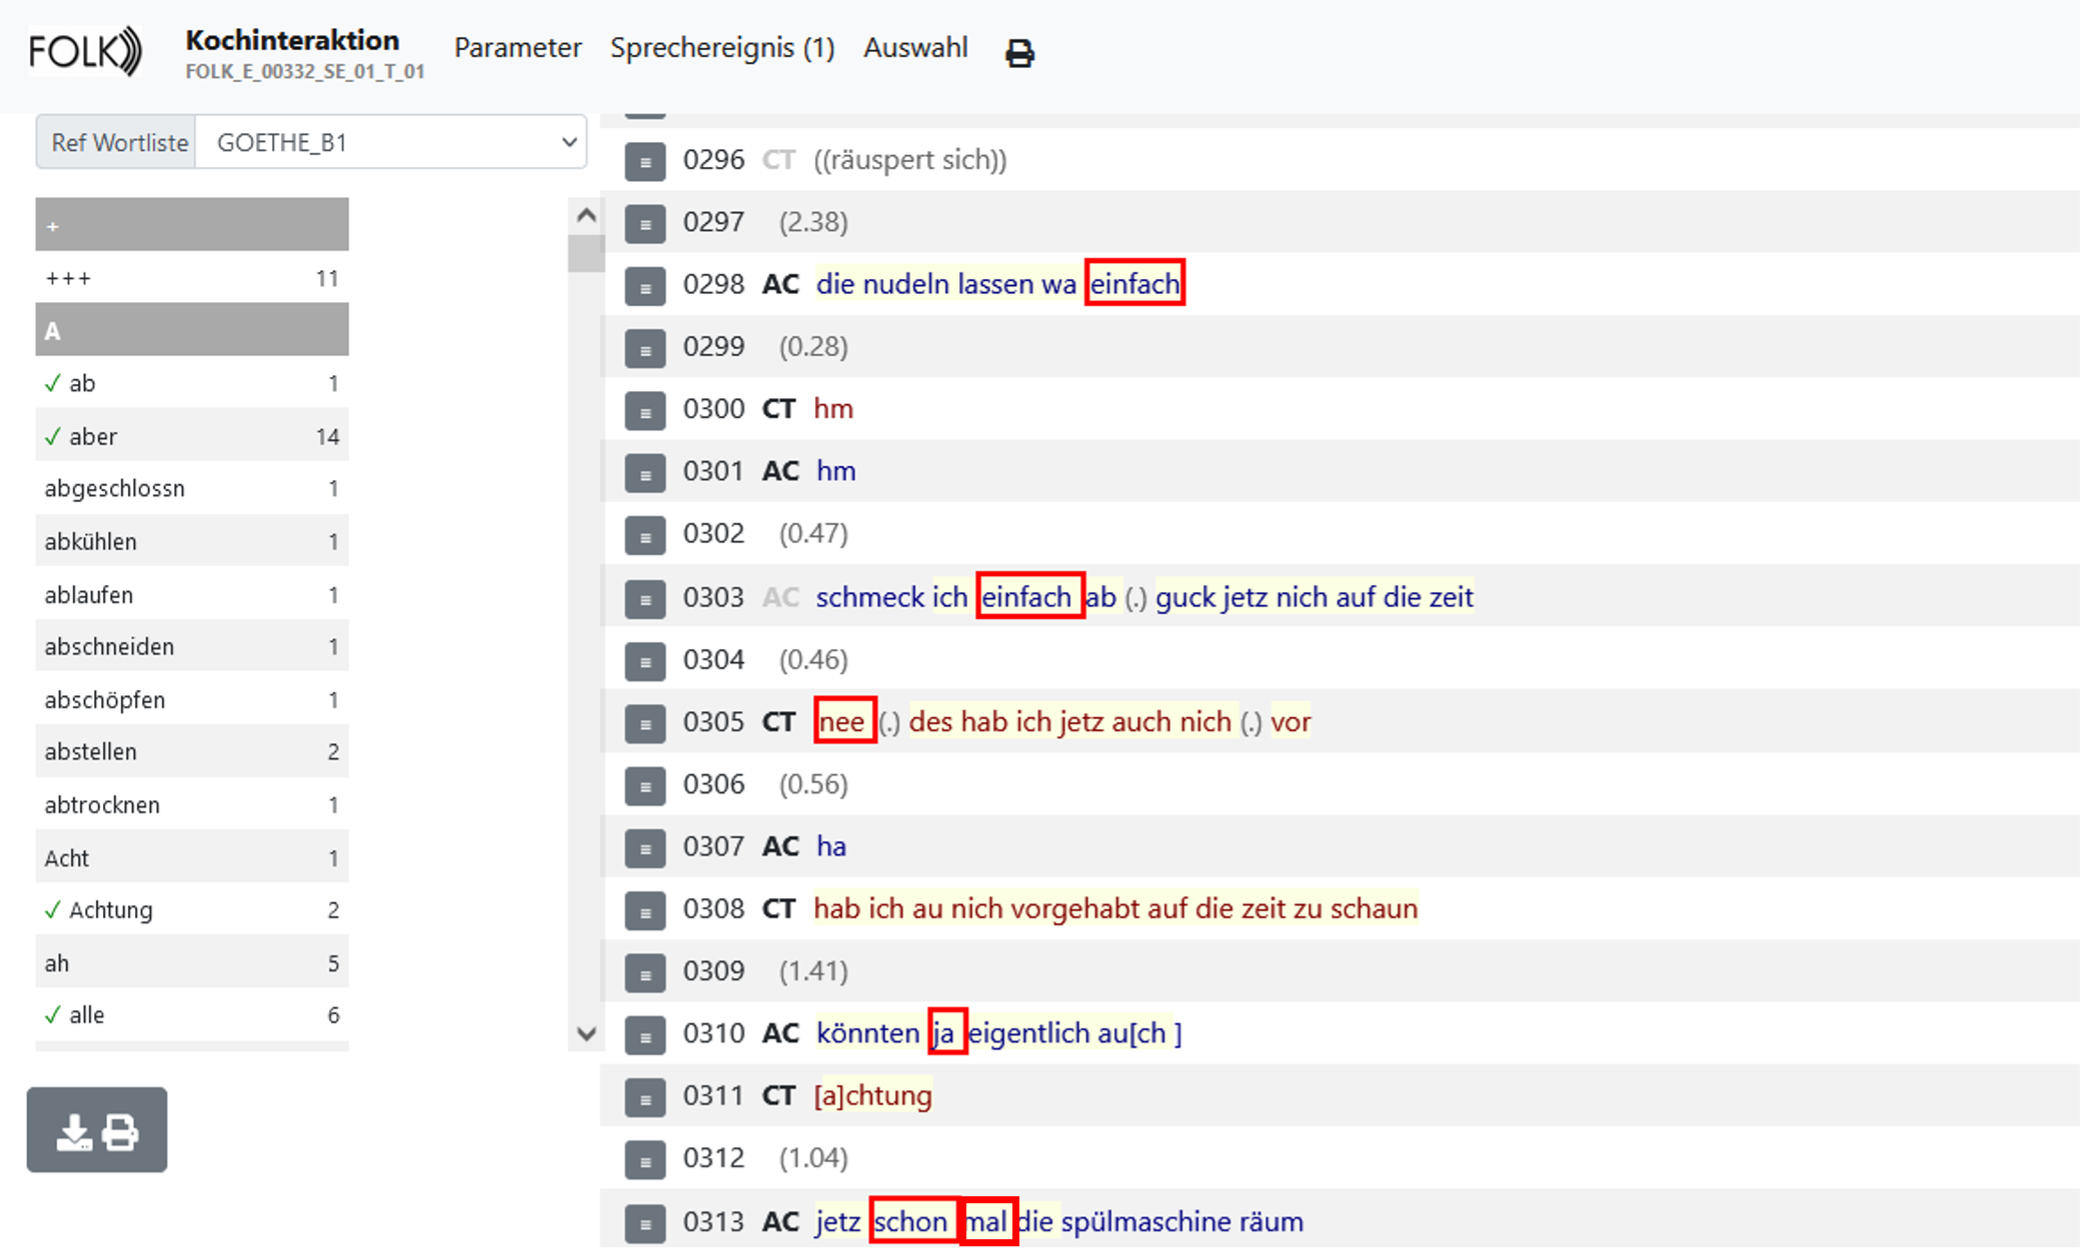 FOLK
Kochinteraktion
FOLK_E_00332_SE_01_T_01
Parameter Sprechereignis (1) Auswahl
Ref Wortliste GOETHE_B1
+
+++ 11
A
✓ ab 1
✓ aber 14
abgeschlossn 1
abkühlen 1
ablaufen 1
abschneiden 1
abschöpfen 1
abstellen 2
abtrocknen 1
Acht 1
✓ Achtung 2
ah 5
✓ alle 6
0296 CT ((räuspert sich))
0297 (2.38)
0298 AC die nudeln lassen wa einfach
0299 (0.28)
0300 CT hm
0301 AC hm
0302 (0.47)
0303 AC schmeck ich einfach ab (.) guck jetz nich auf die zeit
0304 (0.46)
0305 CT nee (.) des hab ich jetz auch nich (.) vor
0306 (0.56)
0307 AC ha
0308 CT hab ich au nich vorgehabt auf die zeit zu schaun
0309 (1.41)
0310 AC könnten ja eigentlich au[ch ]
0311 CT [a]chtung
0312 (1.04)
0313 AC jetz schon mal die spülmaschine räum